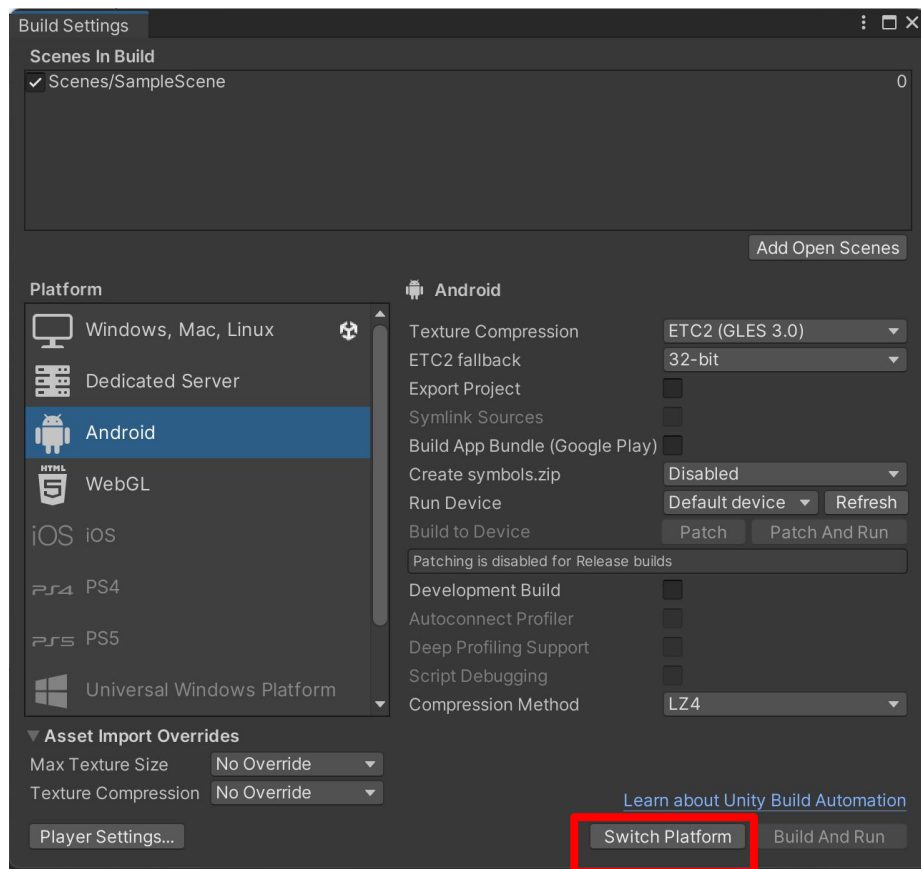 Build Settings
Scenes In Build
Scenes/SampleScene 0
Add Open Scenes
Platform
Windows, Mac, Linux
Dedicated Server
Android
HTML
5
WebGL
iOS iOS
PS4 PS4
PS5 PS5
Universal Windows Platform
Android
Texture Compression ETC2 (GLES 3.0)
ETC2 fallback 32-bit
Export Project
Symlink Sources
Build App Bundle (Google Play)
Create symbols.zip Disabled
Run Device Default device Refresh
Build to Device Patch Patch And Run
Patching is disabled for Release builds
Development Build
Autoconnect Profiler
Deep Profiling Support
Script Debugging
Compression Method LZ4
Asset Import Overrides
Max Texture Size No Override
Texture Compression No Override
Learn about Unity Build Automation
Player Settings... Switch Platform Build And Run